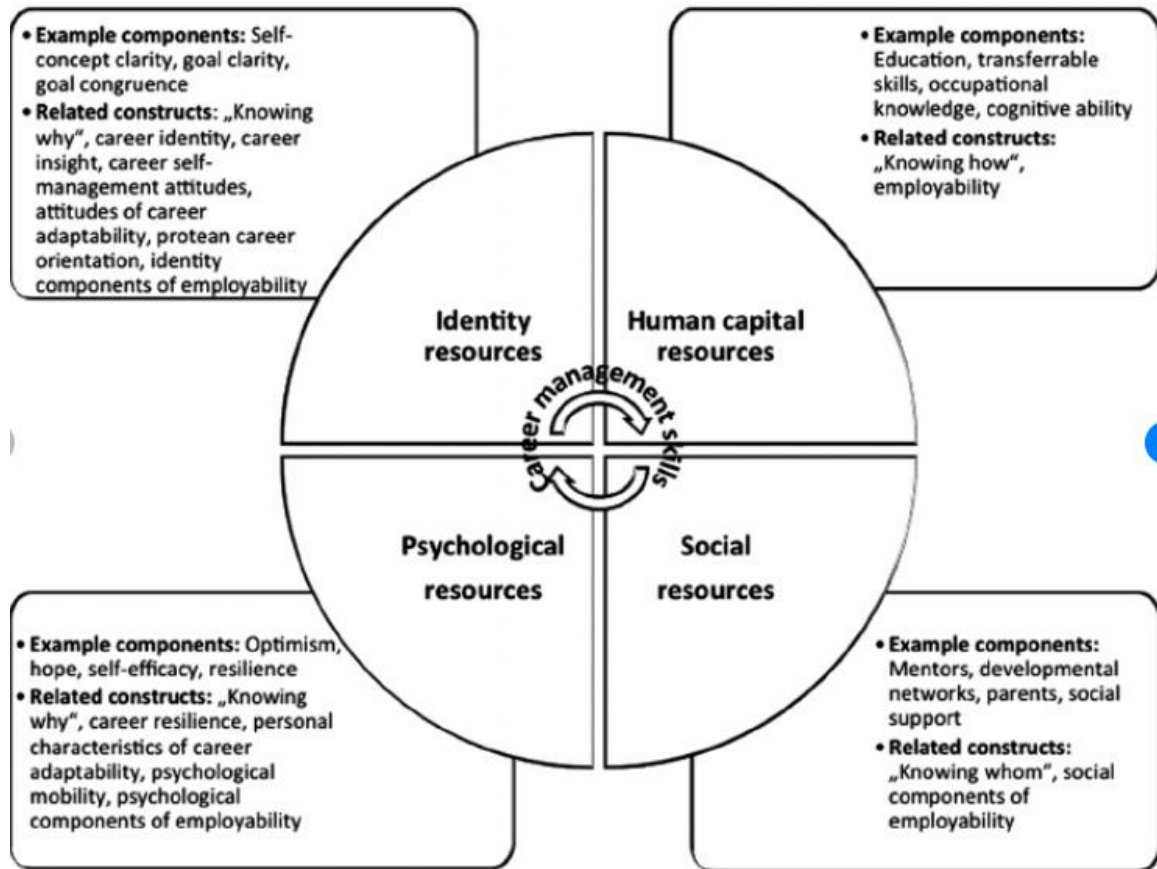 • Example components: Self-
concept clarity, goal clarity,
goal congruence
• Related constructs: „Knowing
why“, career identity, career
insight, career self-
management attitudes,
attitudes of career
adaptability, protean career
orientation, identity
components of employability
• Example components:
Education, transferrable
skills, occupational
knowledge, cognitive ability
• Related constructs:
„Knowing how“,
employability
Identity
resources
Human capital
resources
Career management skills
Psychological
resources
Social
resources
• Example components: Optimism,
hope, self-efficacy, resilience
• Related constructs: „Knowing
why“, career resilience, personal
characteristics of career
adaptability, psychological
mobility, psychological
components of employability
• Example components:
Mentors, developmental
networks, parents, social
support
• Related constructs:
„Knowing whom“, social
components of
employability